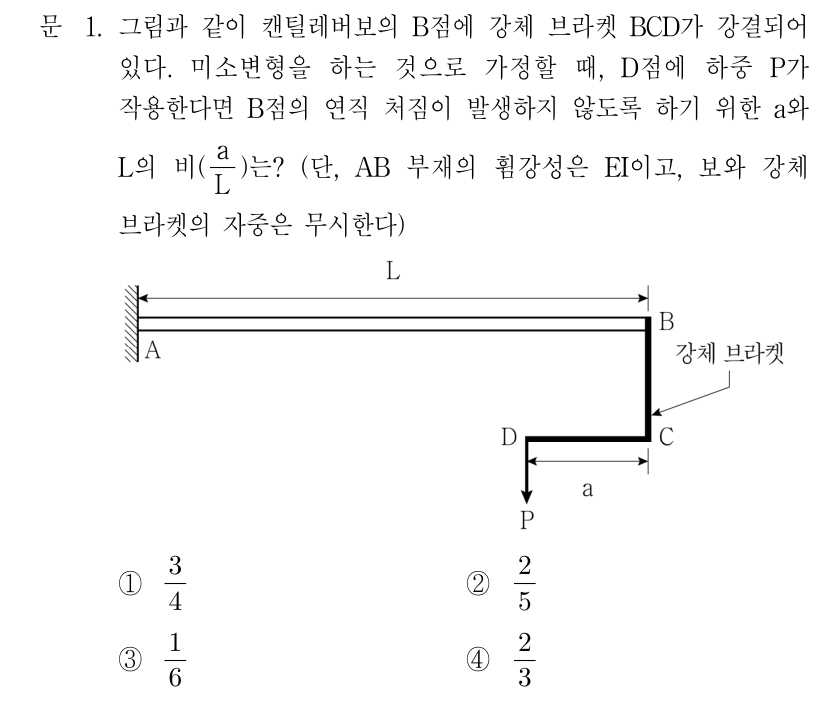 문 1. 그림과 같이 캔틸레버보의 B점에 강체 브라켓 BCD가 강결되어
있다. 미소변형을 하는 것으로 가정할 때, D점에 하중 P가
작용한다면 B점의 연직 처짐이 발생하지 않도록 하기 위한 a와
L의 비(a/L)는? (단, AB 부재의 휨강성은 EI이고, 보와 강체
브라켓의 자중은 무시한다)
L
B
A
강체 브라켓
D
C
a
P
① 3/4
② 2/5
③ 1/6
④ 2/3